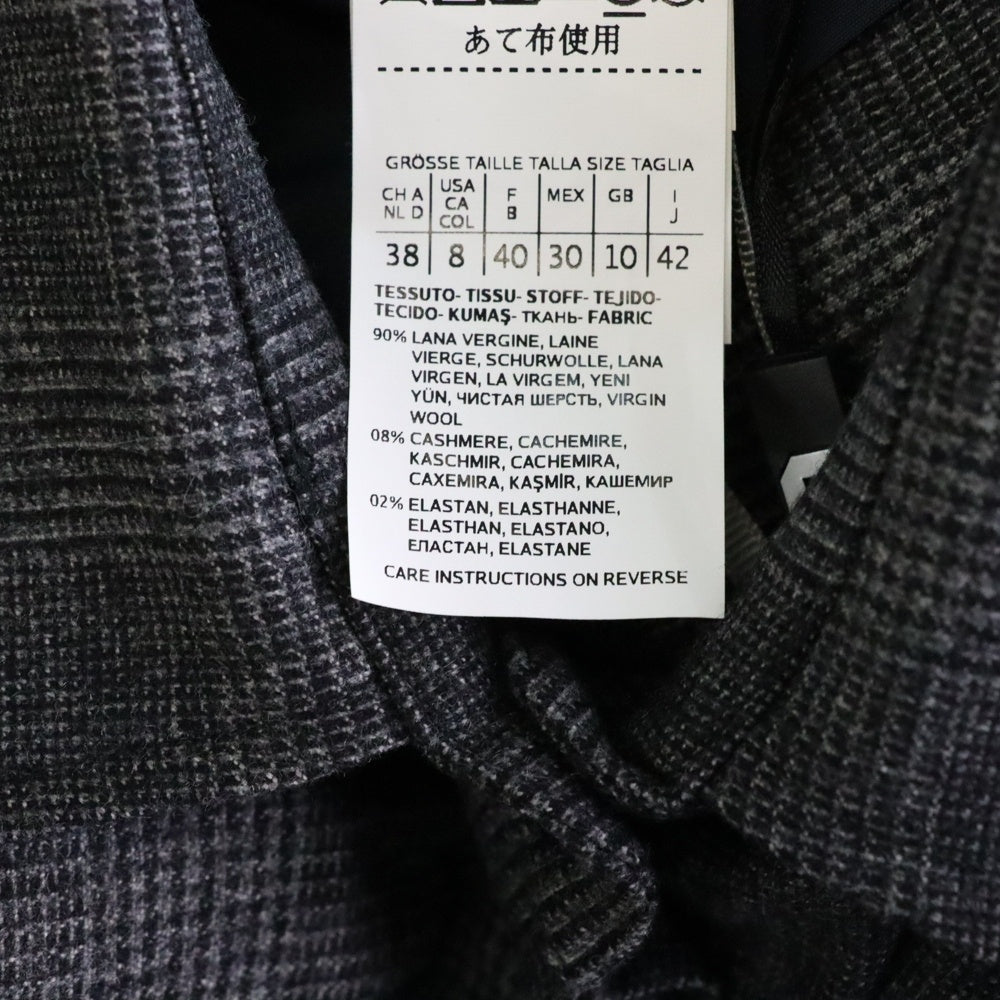 あて布使用
GRÖSSE TAILLE TALLA SIZE TAGLIA
CH A NL D | USA CA COL | F B | MEX | GB | I J
38 | 8 | 40 | 30 | 10 | 42
TESSUTO- TISSU- STOFF- TEJIDO-
TECIDO- KUMAŞ- ТКАНЬ- FABRIC
90% LANA VERGINE, LAINE
VIERGE, SCHURWOLLE, LANA
VIRGEN, LA VIRGEM, YENI
YÜN, ЧИСТАЯ ШЕРСТЬ, VIRGIN
WOOL
08% CASHMERE, CACHEMIRE,
KASCHMIR, CACHEMIRA,
CAXEMIRA, KAŞMİR, КАШЕМИР
02% ELASTAN, ELASTHANNE,
ELASTHAN, ELASTANO,
ЕЛАСТАН, ELASTANE
CARE INSTRUCTIONS ON REVERSE